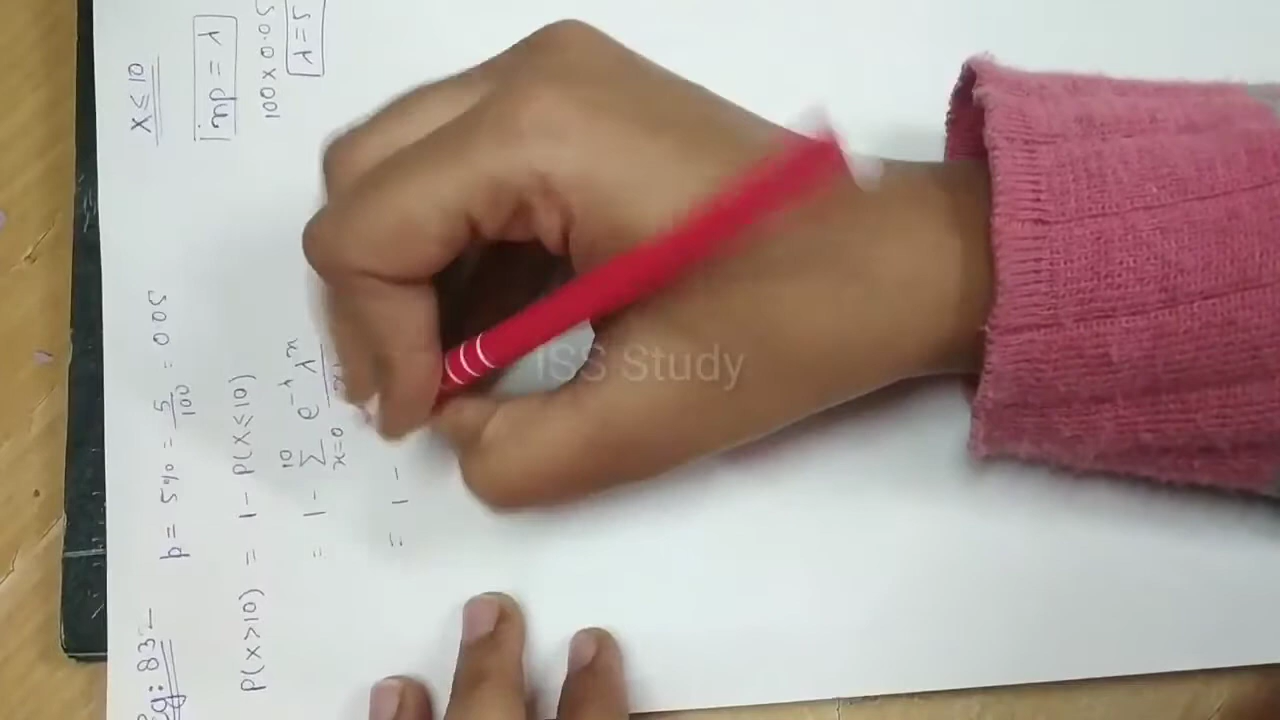 Eg: 83 –
X ≤ 10
p = 5% = 5/100 = 0.05
np = λ
P(X>10) = 1 - P(X≤10)
100 × 0.05
λ = 5
= 1 - 10 Σ x=0 e^-λ λ^x
= 1 -
ISS Study